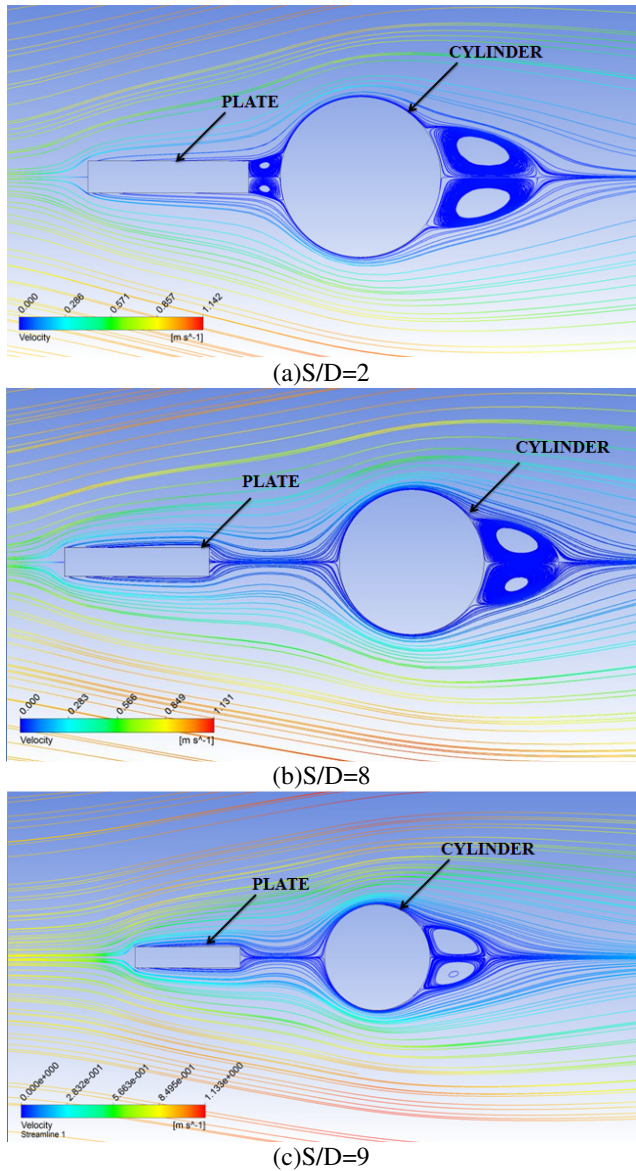 CYLINDER
PLATE
0.000 0.286 0.571 0.857 1.142
Velocity [m s^-1]
(a)S/D=2
CYLINDER
PLATE
0.000 0.283 0.566 0.849 1.131
Velocity [m s^-1]
(b)S/D=8
CYLINDER
PLATE
0.000e+000 2.832e-001 5.663e-001 8.495e-001 1.133e+000
Velocity [m s^-1]
Streamline 1
(c)S/D=9